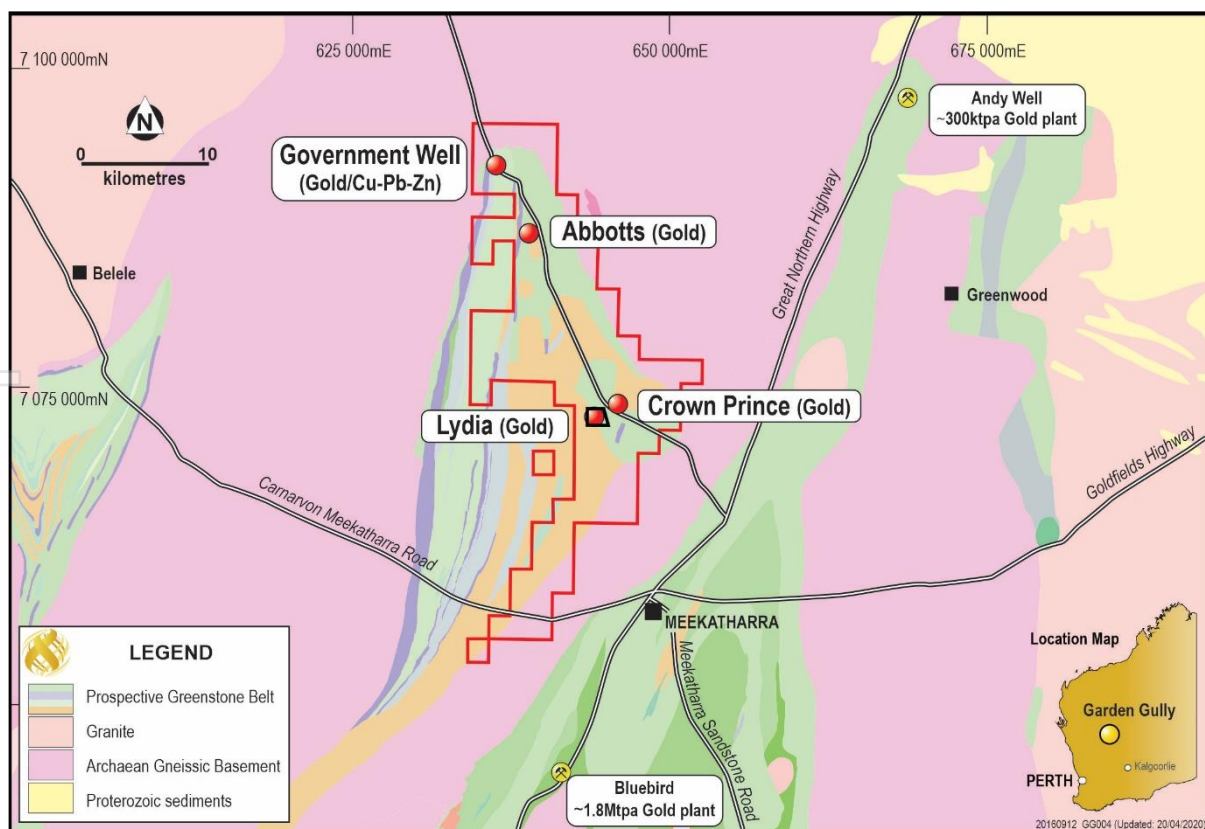 625 000mE
650 000mE
675 000mE
7 100 000mN
N
0 10
kilometres
Andy Well
~300ktpa Gold plant
Government Well
(Gold/Cu-Pb-Zn)
Abbotts (Gold)
Great Northern Highway
Belele
Greenwood
7 075 000mN
Lydia (Gold)
Crown Prince (Gold)
Goldfields Highway
Carnarvon Meekatharra Road
MEEKATHARRA
Meekatharra Sandstone Road
LEGEND
Prospective Greenstone Belt
Granite
Archaean Gneissic Basement
Proterozoic sediments
Bluebird
~1.8Mtpa Gold plant
Location Map
Garden Gully
Kalgoorlie
PERTH
20160912_GG004 (Updated: 20/04/2020)